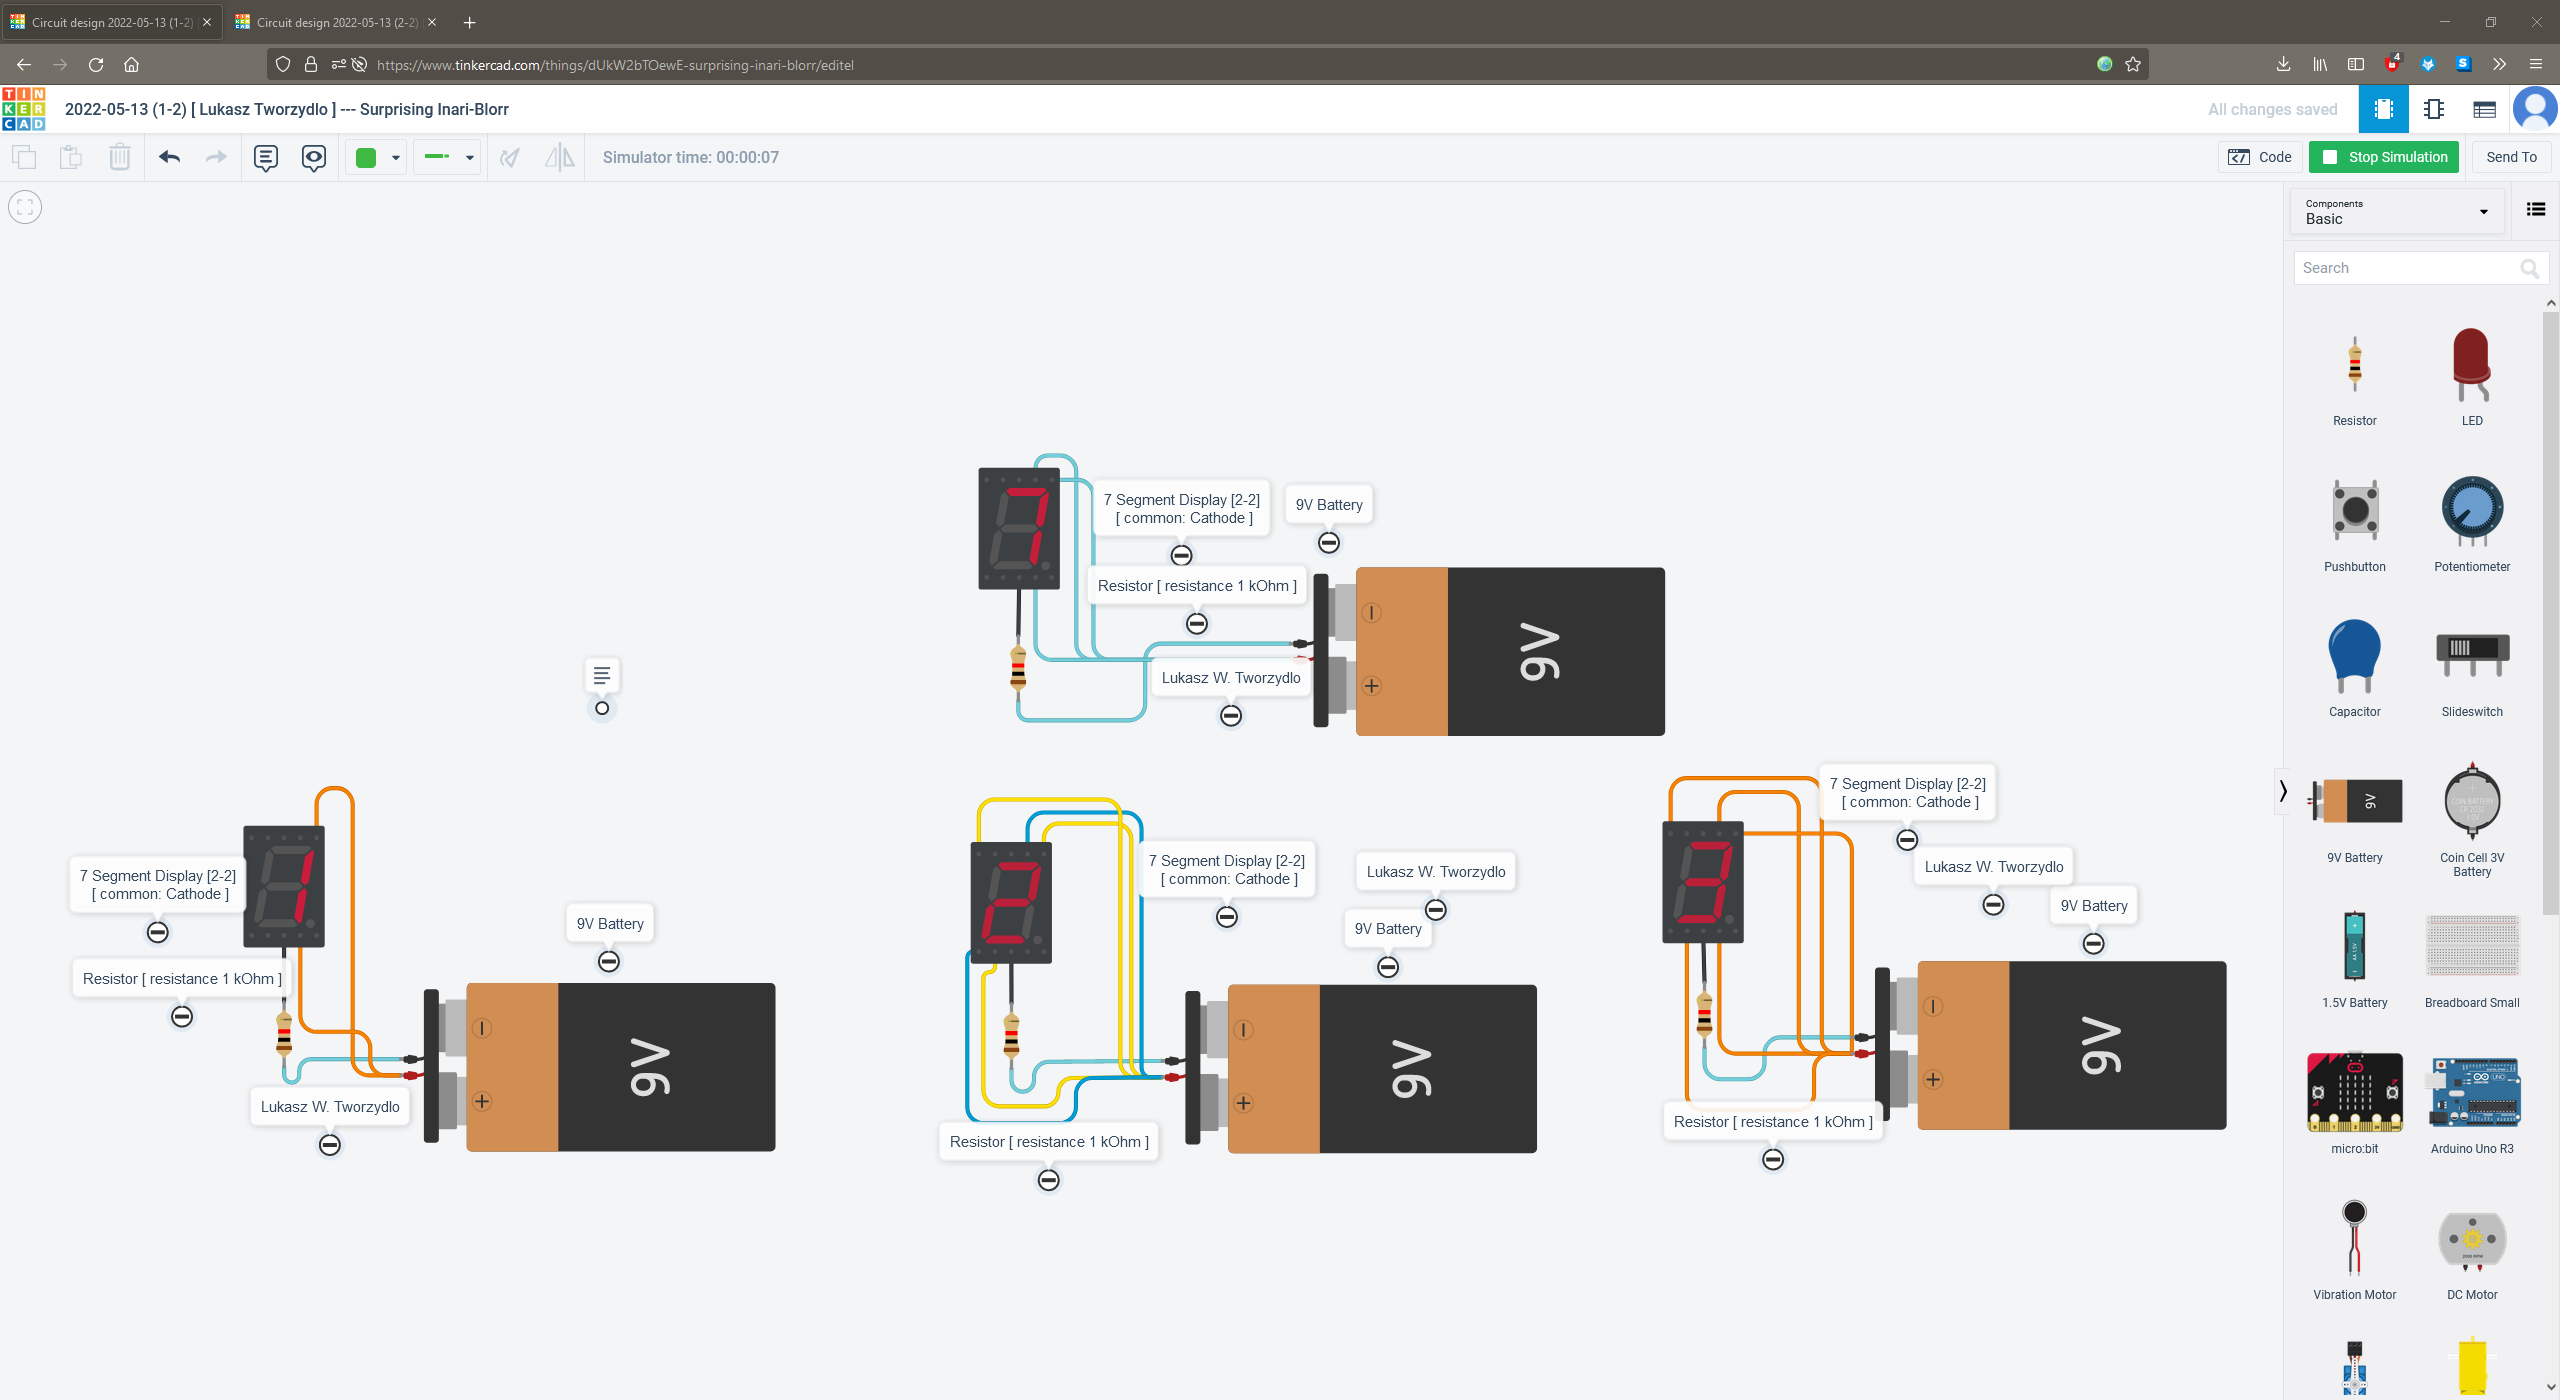 Circuit design 2022-05-13 (1-2)
Circuit design 2022-05-13 (2-2)
https://www.tinkercad.com/things/dUkW2bTOewE-surprising-inari-blorr/editel
4
S
TIN
KER
CAD
2022-05-13 (1-2) [ Lukasz Tworzydlo ] --- Surprising Inari-Blorr
All changes saved
Simulator time: 00:00:07
Code
Stop Simulation
Send To
Components
Basic
Search
Resistor
LED
Pushbutton
Potentiometer
Capacitor
Slideswitch
9V
9V Battery
Coin Cell 3V
Battery
1.5V Battery
Breadboard Small
micro:bit
Arduino Uno R3
Vibration Motor
DC Motor
7
7 Segment Display [2-2]
[ common: Cathode ]
9V Battery
Resistor [ resistance 1 kOhm ]
Lukasz W. Tworzydlo
9V
1
7 Segment Display [2-2]
[ common: Cathode ]
Resistor [ resistance 1 kOhm ]
9V Battery
Lukasz W. Tworzydlo
9V
2
7 Segment Display [2-2]
[ common: Cathode ]
Lukasz W. Tworzydlo
9V Battery
Resistor [ resistance 1 kOhm ]
9V
3
7 Segment Display [2-2]
[ common: Cathode ]
Lukasz W. Tworzydlo
9V Battery
Resistor [ resistance 1 kOhm ]
9V